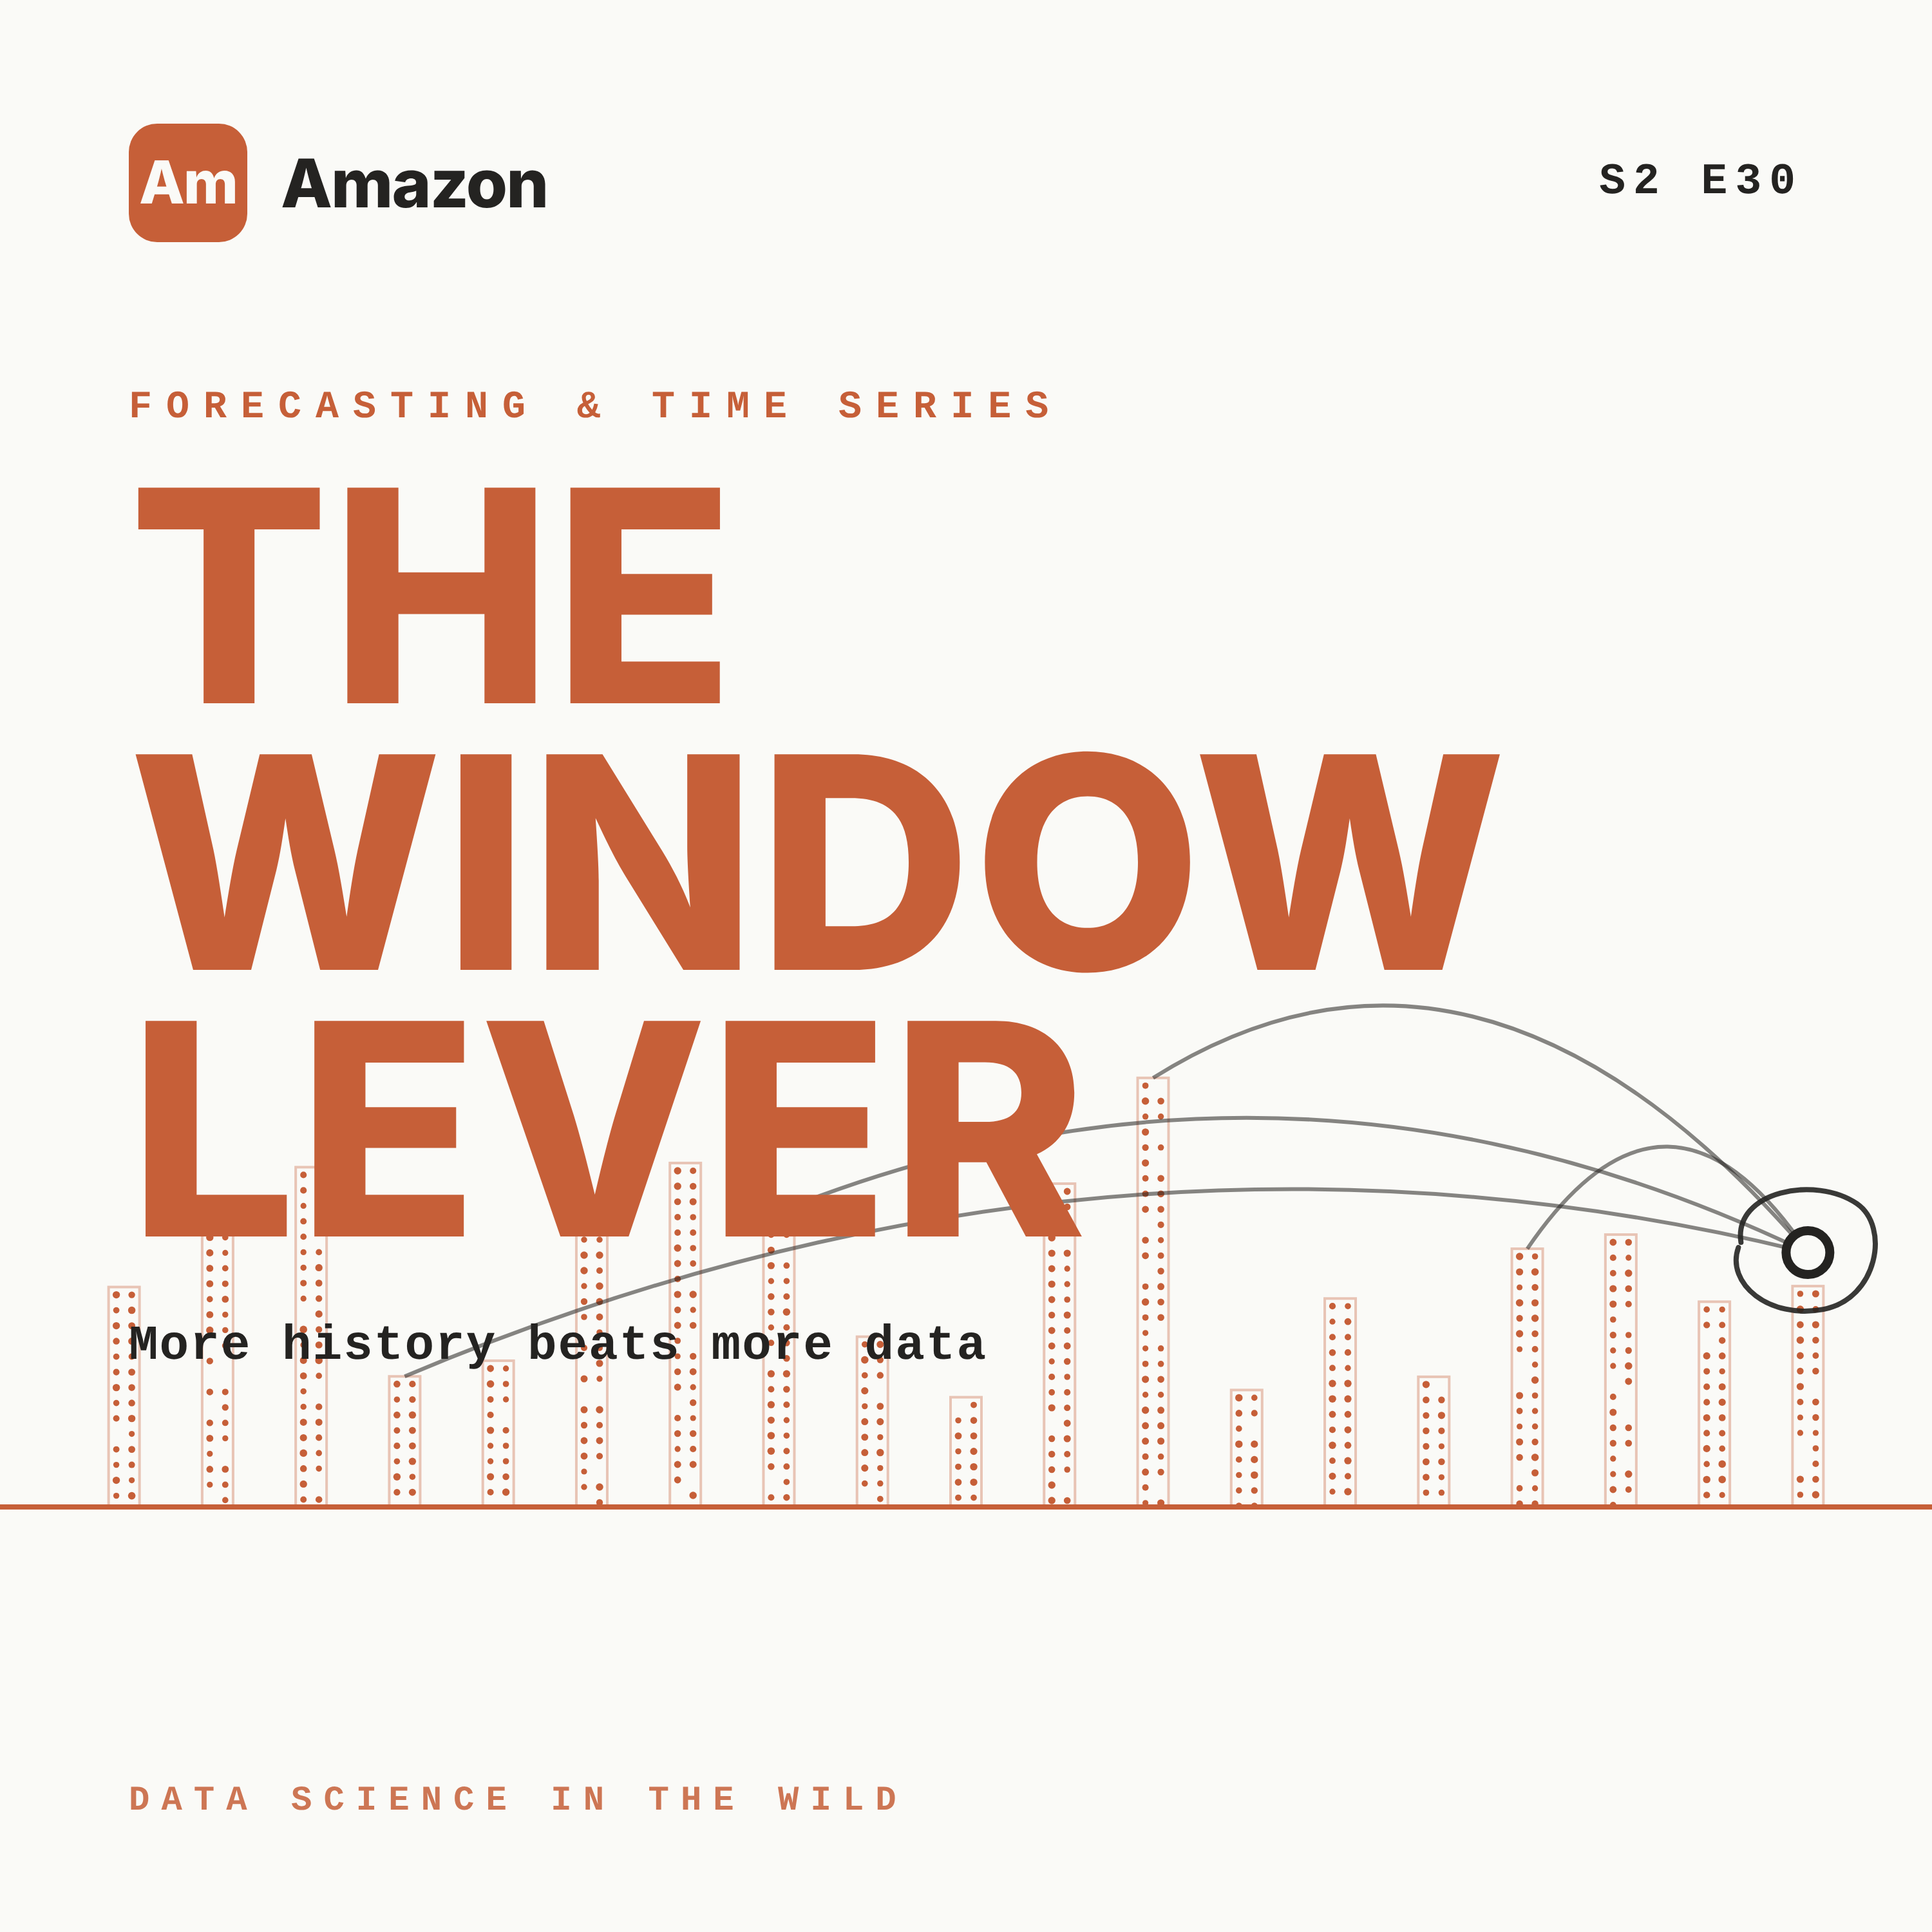 Am Amazon
S2 E30
FORECASTING & TIME SERIES
THE
WINDOW
LEVER
More history beats more data
DATA SCIENCE IN THE WILD